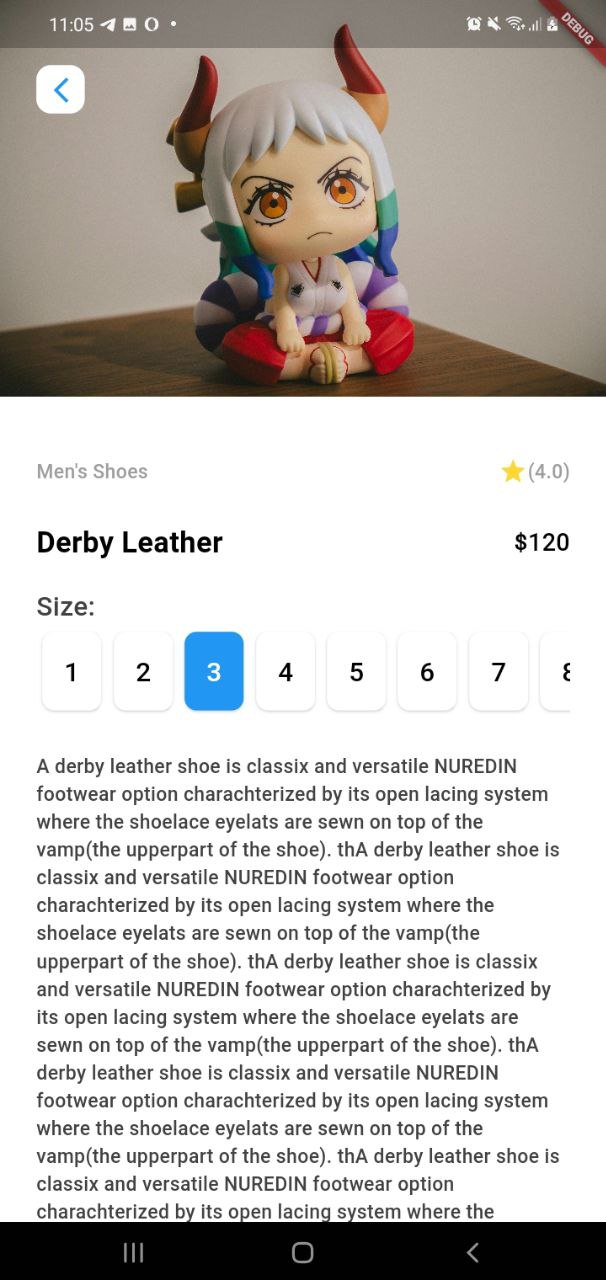 11:05
DEBUG
Men's Shoes
(4.0)
Derby Leather
$120
Size:
1 2 3 4 5 6 7 8
A derby leather shoe is classix and versatile NUREDIN
footwear option charachterized by its open lacing system
where the shoelace eyelats are sewn on top of the
vamp(the upperpart of the shoe). thA derby leather shoe is
classix and versatile NUREDIN footwear option
charachterized by its open lacing system where the
shoelace eyelats are sewn on top of the vamp(the
upperpart of the shoe). thA derby leather shoe is classix
and versatile NUREDIN footwear option charachterized by
its open lacing system where the shoelace eyelats are
sewn on top of the vamp(the upperpart of the shoe). thA
derby leather shoe is classix and versatile NUREDIN
footwear option charachterized by its open lacing system
where the shoelace eyelats are sewn on top of the
vamp(the upperpart of the shoe). thA derby leather shoe is
classix and versatile NUREDIN footwear option
charachterized by its open lacing system where the